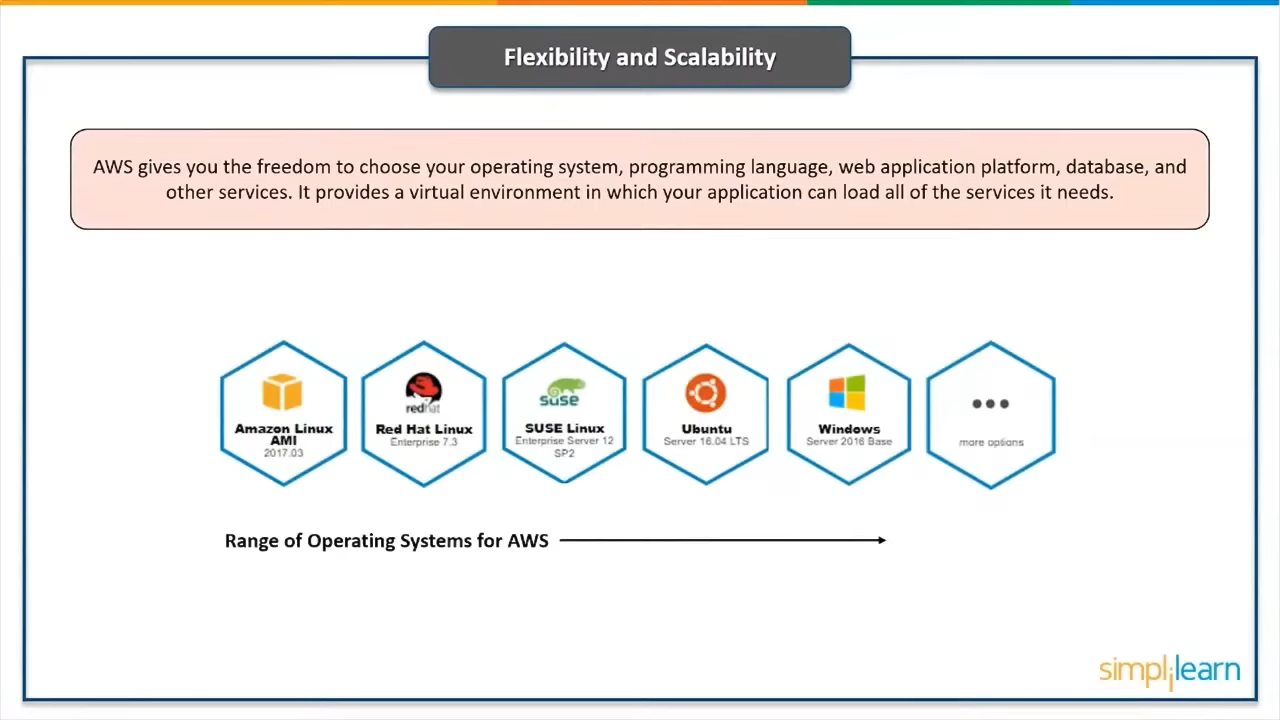 Flexibility and Scalability
AWS gives you the freedom to choose your operating system, programming language, web application platform, database, and
other services. It provides a virtual environment in which your application can load all of the services it needs.
redhat
SUSE
Amazon Linux
AMI
2017.03
Red Hat Linux
Enterprise 7.3
SUSE Linux
Enterprise Server 12
SP2
Ubuntu
Server 16.04 LTS
Windows
Server 2016 Base
more options
Range of Operating Systems for AWS
simplilearn